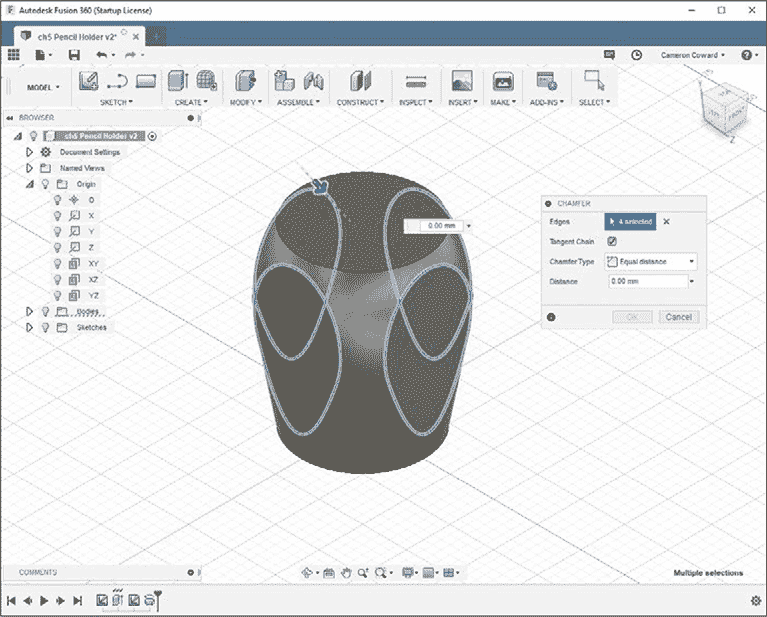 Autodesk Fusion 360 (Startup License)
ch5 Pencil Holder v2*
Cameron Coward
MODEL
SKETCH
CREATE
MODIFY
ASSEMBLE
CONSTRUCT
INSPECT
INSERT
MAKE
ADD-INS
SELECT
BROWSER
ch5 Pencil Holder v2
Document Settings
Named Views
Origin
O
X
Y
Z
XY
XZ
YZ
Bodies
Sketches
0.00 mm
CHAMFER
Edges 4 selected
Tangent Chain
Chamfer Type Equal distance
Distance 0.00 mm
OK Cancel
COMMENTS
Multiple selections